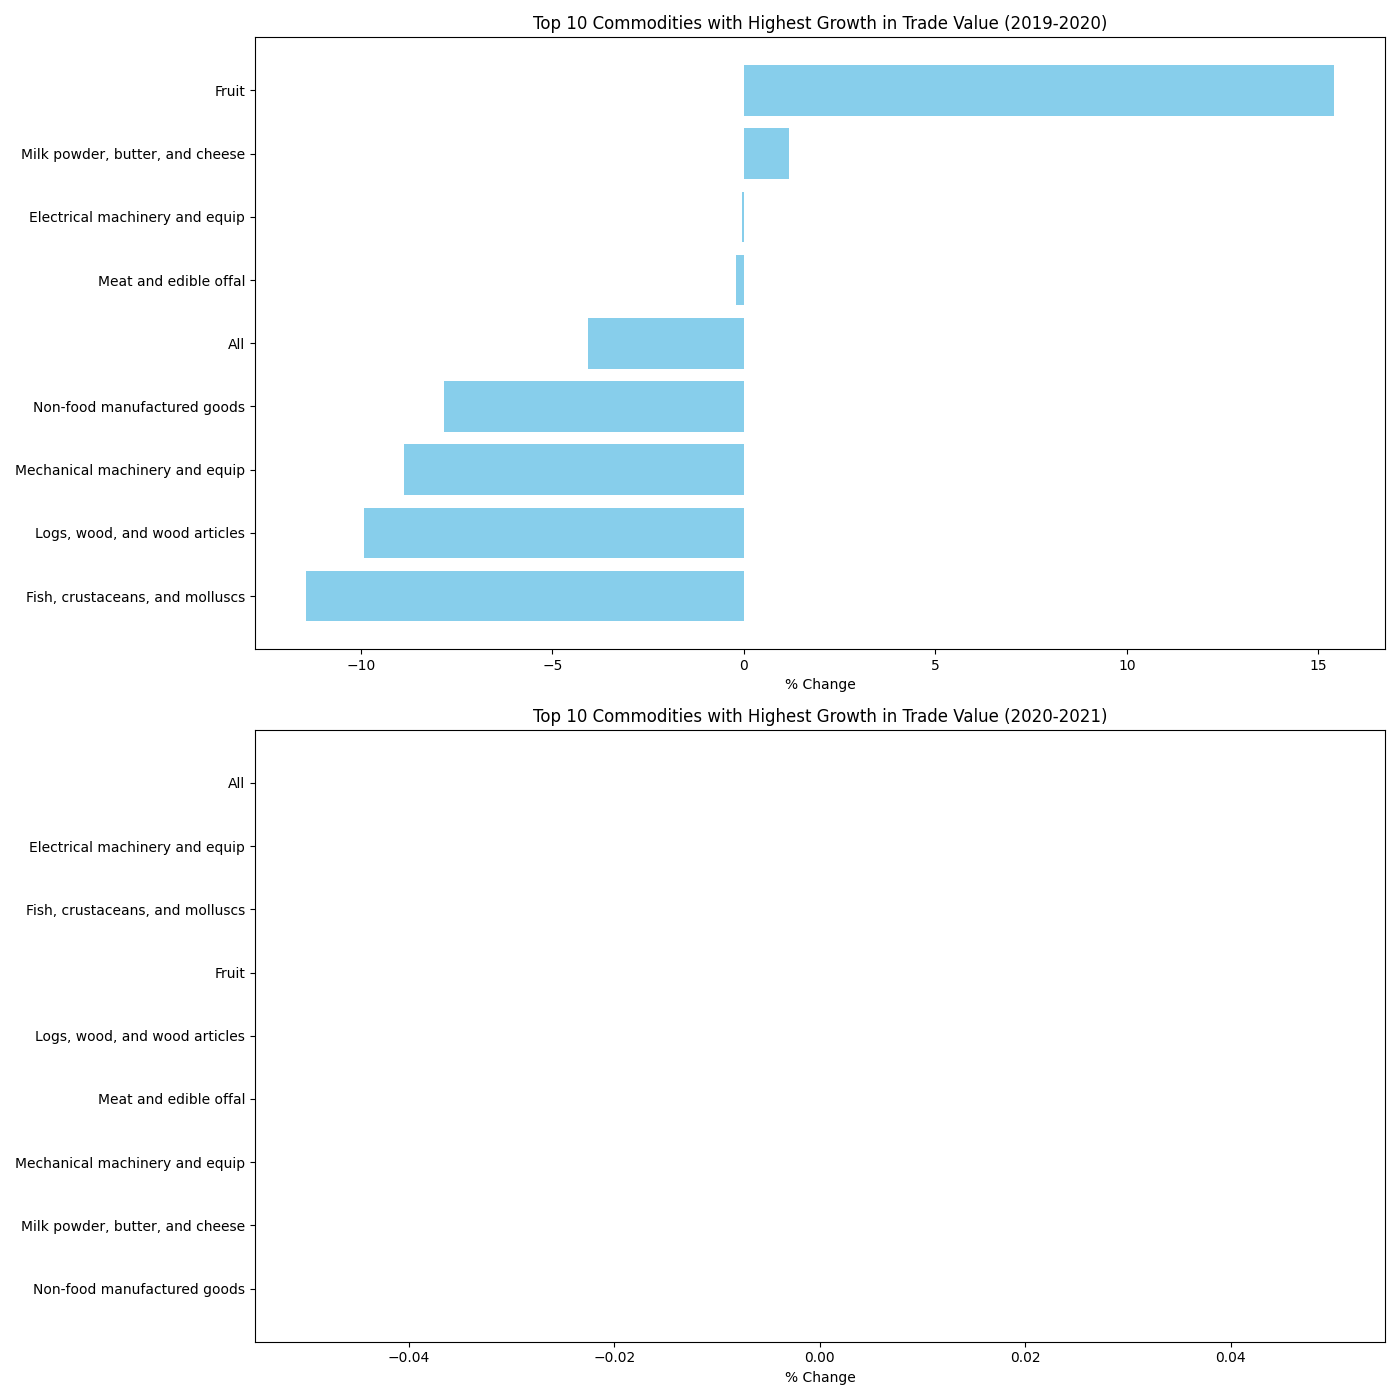 Top 10 Commodities with Highest Growth in Trade Value (2019-2020)
Fruit
Milk powder, butter, and cheese
Electrical machinery and equip
Meat and edible offal
All
Non-food manufactured goods
Mechanical machinery and equip
Logs, wood, and wood articles
Fish, crustaceans, and molluscs
−10 −5 0 5 10 15
% Change
Top 10 Commodities with Highest Growth in Trade Value (2020-2021)
All
Electrical machinery and equip
Fish, crustaceans, and molluscs
Fruit
Logs, wood, and wood articles
Meat and edible offal
Mechanical machinery and equip
Milk powder, butter, and cheese
Non-food manufactured goods
−0.04 −0.02 0.00 0.02 0.04
% Change